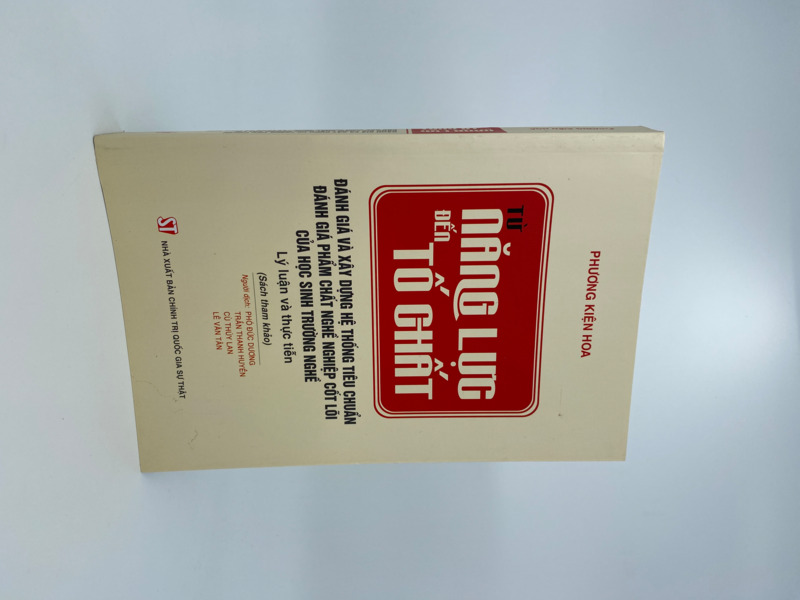 PHƯƠNG KIỆN HOA
TỪ
NĂNG LỰC
ĐẾN
TỐ CHẤT
ĐÁNH GIÁ VÀ XÂY DỰNG HỆ THỐNG TIÊU CHUẨN
ĐÁNH GIÁ PHẨM CHẤT NGHỀ NGHIỆP CỐT LÕI
CỦA HỌC SINH TRƯỜNG NGHỀ
Lý luận và thực tiễn
(Sách tham khảo)
Người dịch: PHÓ ĐỨC DƯƠNG
TRẦN THANH HUYỀN
CÙ THÙY LAN
LÊ VĂN TẤN
ST
NHÀ XUẤT BẢN CHÍNH TRỊ QUỐC GIA SỰ THẬT